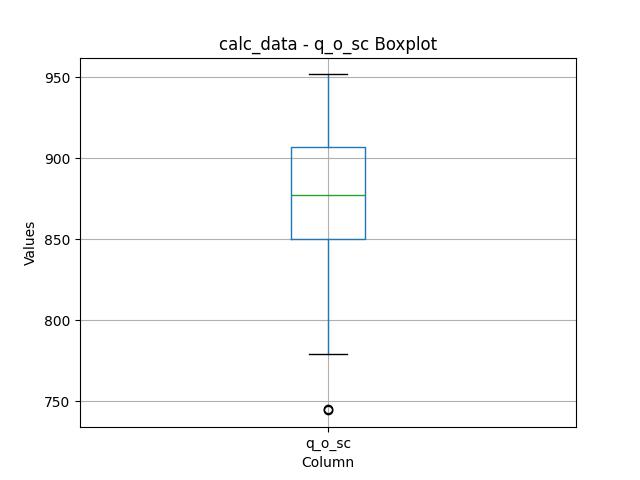 calc_data - q_o_sc Boxplot
950
900
850
800
750
Values
q_o_sc
Column